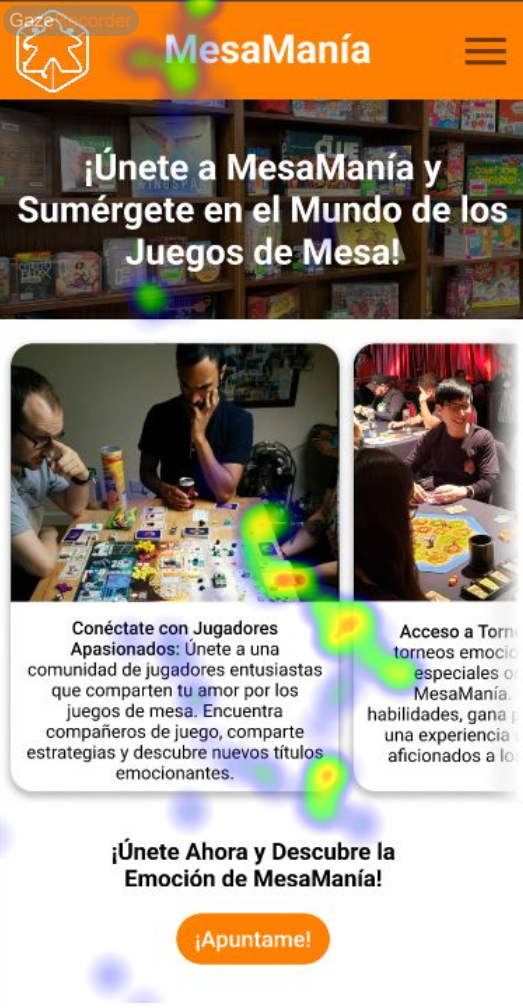 GazeRecorder
MesaManía
¡Únete a MesaManía y
Sumérgete en el Mundo de los
Juegos de Mesa!
WINGSPAN
CLUE
Conéctate con Jugadores
Apasionados: Únete a una
comunidad de jugadores entusiastas
que comparten tu amor por los
juegos de mesa. Encuentra
compañeros de juego, comparte
estrategias y descubre nuevos títulos
emocionantes.
Acceso a Torn
torneos emocio
especiales o
MesaManía.
habilidades, gana p
una experiencia
aficionados a lo
¡Únete Ahora y Descubre la
Emoción de MesaManía!
¡Apuntame!